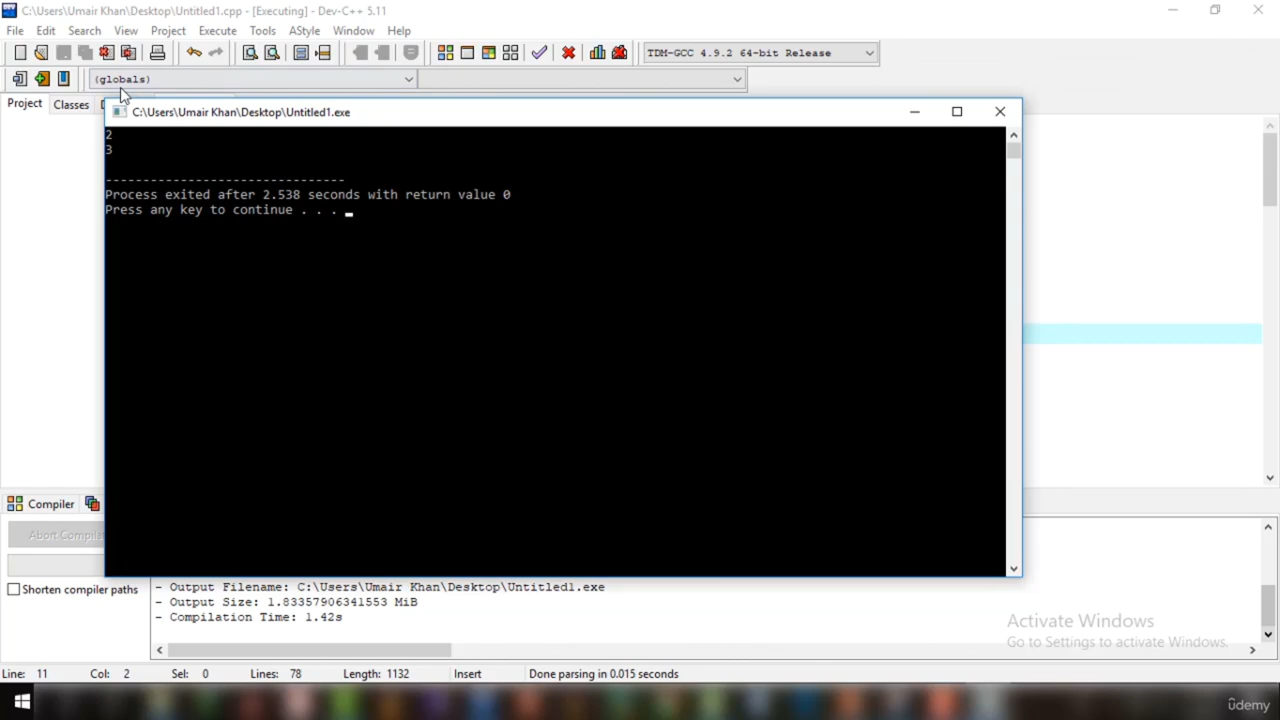 C:\Users\Umair Khan\Desktop\Untitled1.cpp - [Executing] - Dev-C++ 5.11
File Edit Search View Project Execute Tools AStyle Window Help
TDM-GCC 4.9.2 64-bit Release
(globals)
Project Classes
C:\Users\Umair Khan\Desktop\Untitled1.exe
2
3
--------------------------------
Process exited after 2.538 seconds with return value 0
Press any key to continue . . .
Compiler
Abort Compila
Shorten compiler paths
- Output Filename: C:\Users\Umair Khan\Desktop\Untitled1.exe
- Output Size: 1.83357906341553 MiB
- Compilation Time: 1.42s
Activate Windows
Go to Settings to activate Windows.
Line: 11 Col: 2 Sel: 0 Lines: 78 Length: 1132 Insert Done parsing in 0.015 seconds
ûdemy